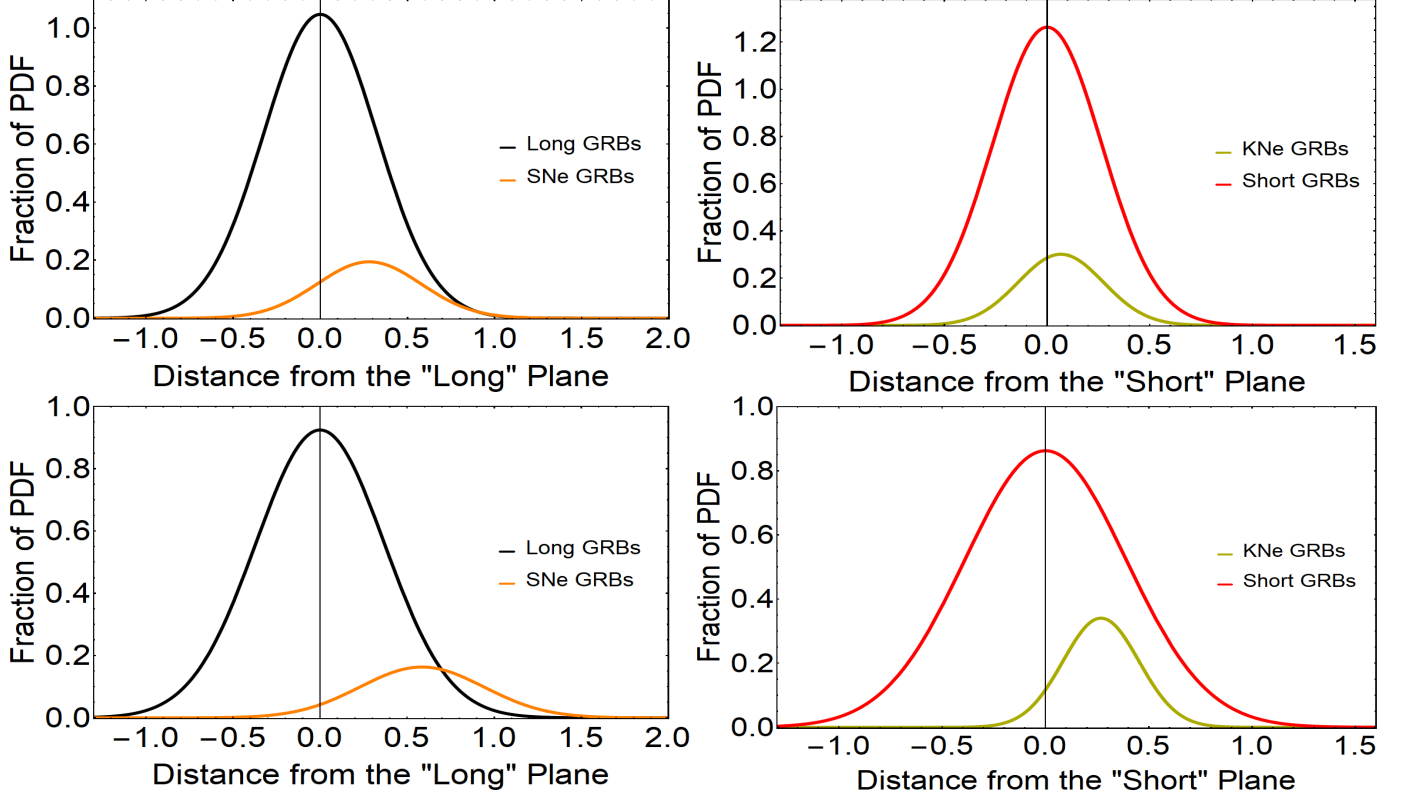 Fraction of PDF
1.0
0.8
0.6
0.4
0.2
0.0
Long GRBs
SNe GRBs
−1.0 −0.5 0.0 0.5 1.0 1.5 2.0
Distance from the "Long" Plane
Fraction of PDF
1.2
1.0
0.8
0.6
0.4
0.2
0.0
KNe GRBs
Short GRBs
−1.0 −0.5 0.0 0.5 1.0 1.5
Distance from the "Short" Plane
Fraction of PDF
1.0
0.8
0.6
0.4
0.2
0.0
Long GRBs
SNe GRBs
−1.0 −0.5 0.0 0.5 1.0 1.5 2.0
Distance from the "Long" Plane
Fraction of PDF
1.0
0.8
0.6
0.4
0.2
0.0
KNe GRBs
Short GRBs
−1.0 −0.5 0.0 0.5 1.0 1.5
Distance from the "Short" Plane